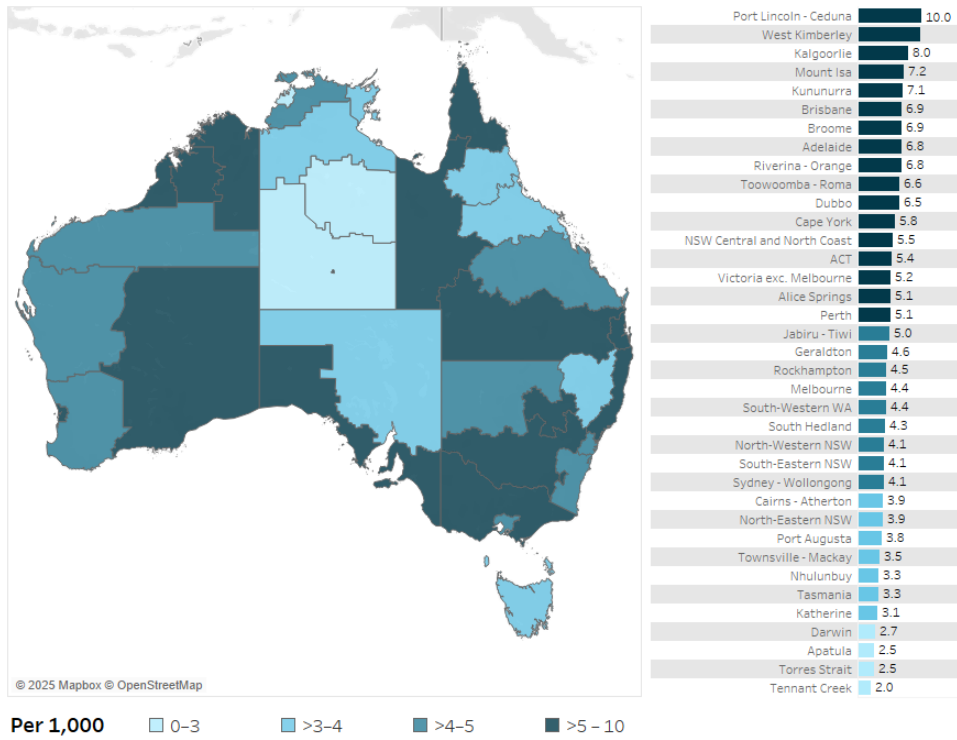 Port Lincoln - Ceduna 10.0
West Kimberley
Kalgoorlie 8.0
Mount Isa 7.2
Kununurra 7.1
Brisbane 6.9
Broome 6.9
Adelaide 6.8
Riverina - Orange 6.8
Toowoomba - Roma 6.6
Dubbo 6.5
Cape York 5.8
NSW Central and North Coast 5.5
ACT 5.4
Victoria exc. Melbourne 5.2
Alice Springs 5.1
Perth 5.1
Jabiru - Tiwi 5.0
Geraldton 4.6
Rockhampton 4.5
Melbourne 4.4
South-Western WA 4.4
South Hedland 4.3
North-Western NSW 4.1
South-Eastern NSW 4.1
Sydney - Wollongong 4.1
Cairns - Atherton 3.9
North-Eastern NSW 3.9
Port Augusta 3.8
Townsville - Mackay 3.5
Nhulunbuy 3.3
Tasmania 3.3
Katherine 3.1
Darwin 2.7
Apatula 2.5
Torres Strait 2.5
Tennant Creek 2.0
© 2025 Mapbox © OpenStreetMap
Per 1,000 0–3 >3–4 >4–5 >5 – 10